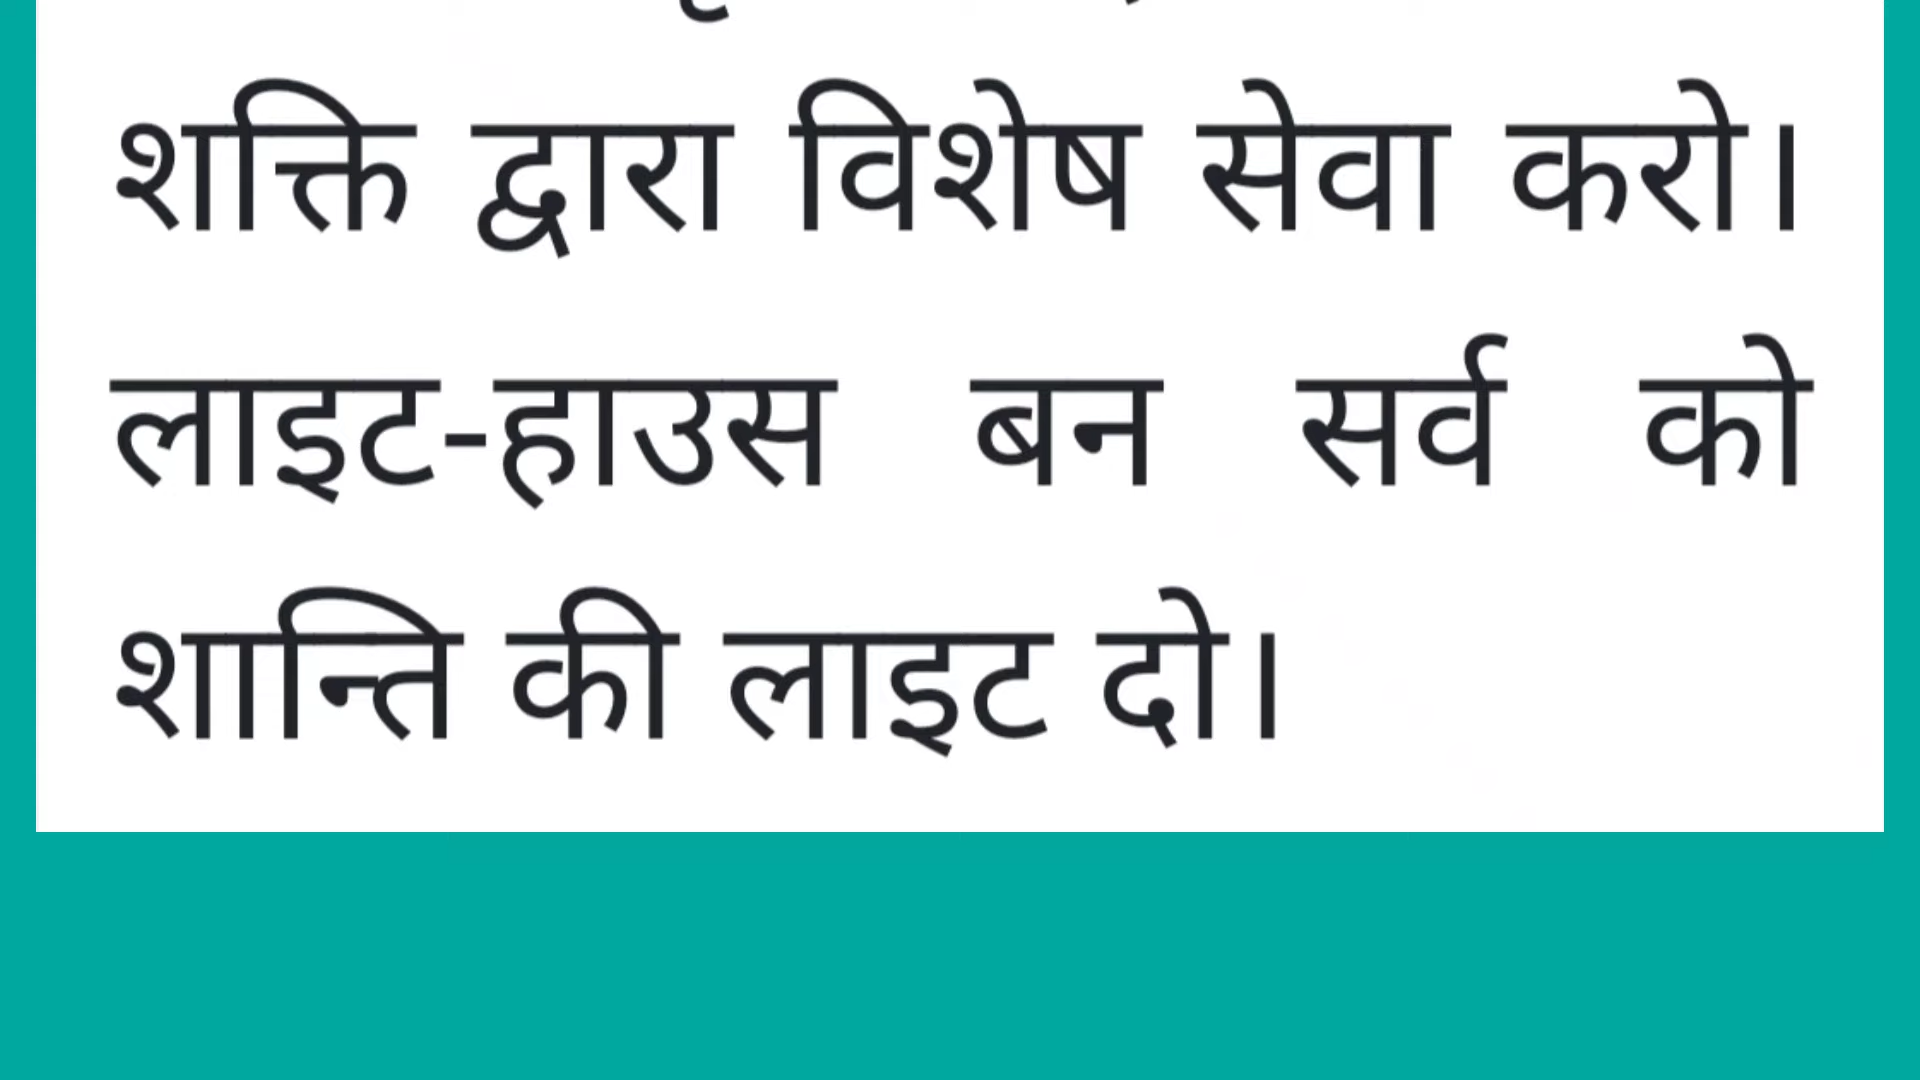 शक्ति द्वारा विशेष सेवा करो।
लाइट-हाउस बन सर्व को
शान्ति की लाइट दो।